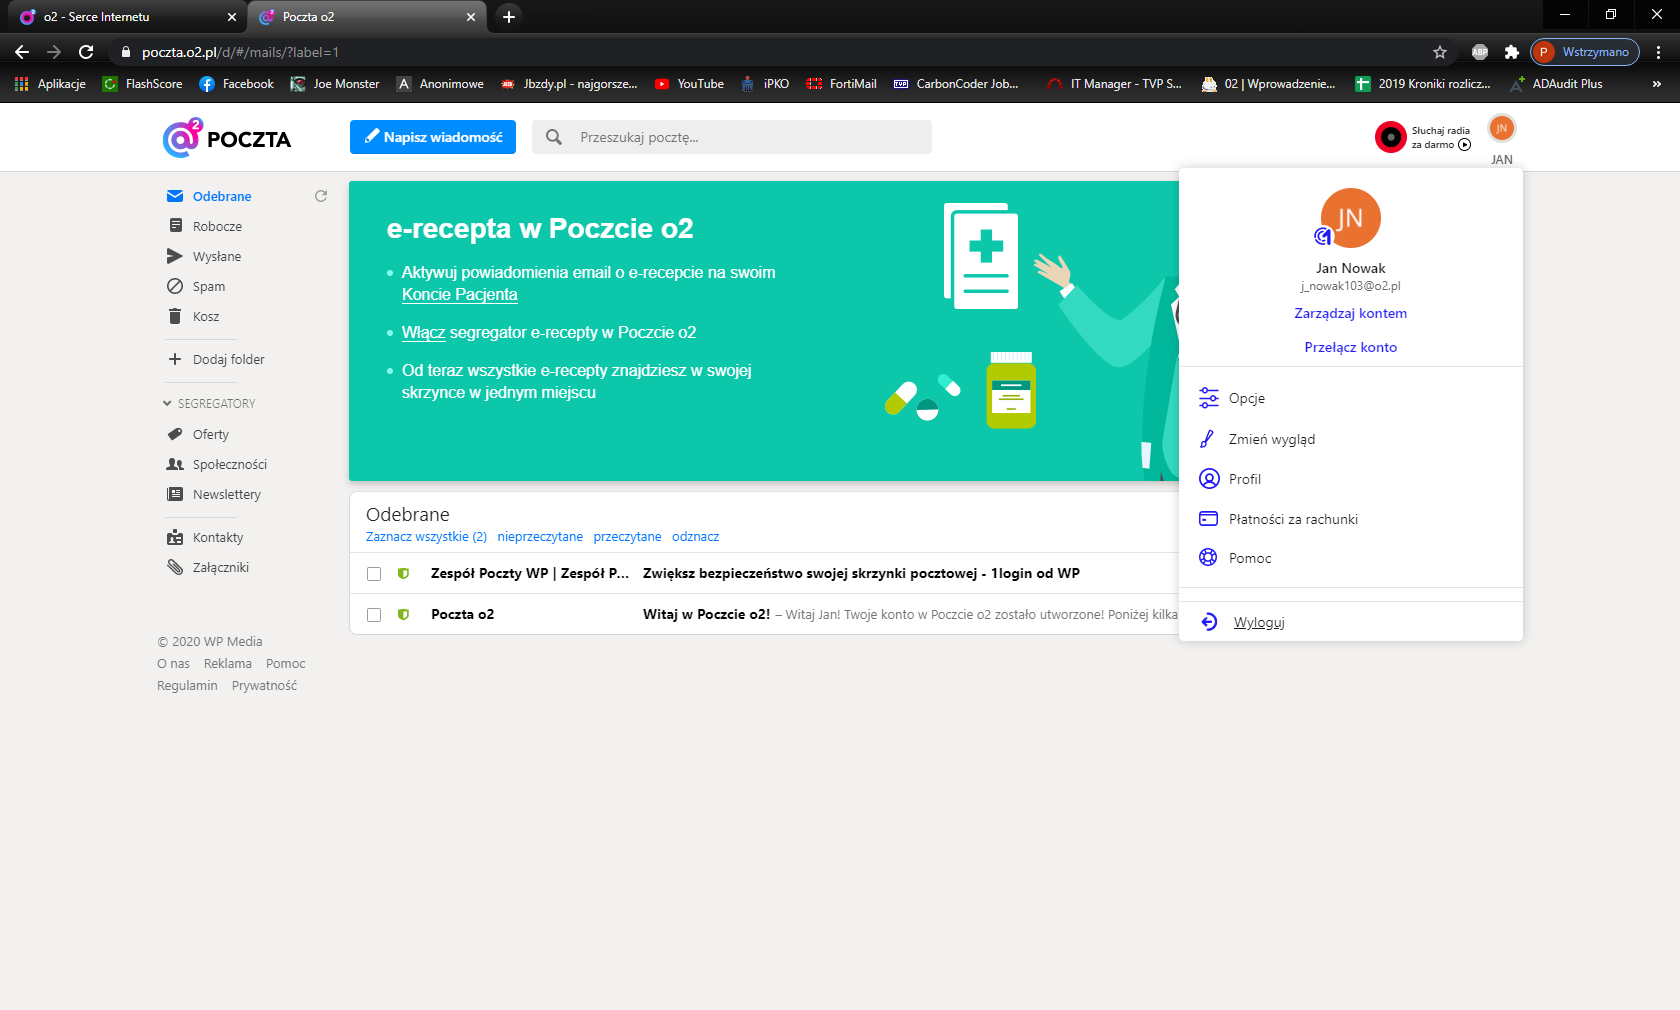 o2 - Serce Internetu
Poczta o2
poczta.o2.pl/d/#/mails/?label=1
ABP
P
Wstrzymano
Aplikacje
FlashScore
Facebook
Joe Monster
A
Anonimowe
Jbzdy.pl - najgorsze...
YouTube
iPKO
FortiMail
CarbonCoder Job...
IT Manager - TVP S...
02 | Wprowadzenie...
2019 Kroniki rozlicz...
ADAudit Plus
»
@2 POCZTA
Napisz wiadomość
Przeszukaj pocztę...
Słuchaj radia
za darmo
JN
JAN
Odebrane
Robocze
Wysłane
Spam
Kosz
Dodaj folder
SEGREGATORY
Oferty
Społeczności
Newslettery
Kontakty
Załączniki
© 2020 WP Media
O nas Reklama Pomoc
Regulamin Prywatność
e-recepta w Poczcie o2
• Aktywuj powiadomienia email o e-recepcie na swoim
Koncie Pacjenta
• Włącz segregator e-recepty w Poczcie o2
• Od teraz wszystkie e-recepty znajdziesz w swojej
skrzynce w jednym miejscu
Odebrane
Zaznacz wszystkie (2) nieprzeczytane przeczytane odznacz
Zespół Poczty WP | Zespół P... Zwiększ bezpieczeństwo swojej skrzynki pocztowej - 1login od WP
Poczta o2 Witaj w Poczcie o2! – Witaj Jan! Twoje konto w Poczcie o2 zostało utworzone! Poniżej kilka
JN
Jan Nowak
j_nowak103@o2.pl
Zarządzaj kontem
Przełącz konto
Opcje
Zmień wygląd
Profil
Płatności za rachunki
Pomoc
Wyloguj